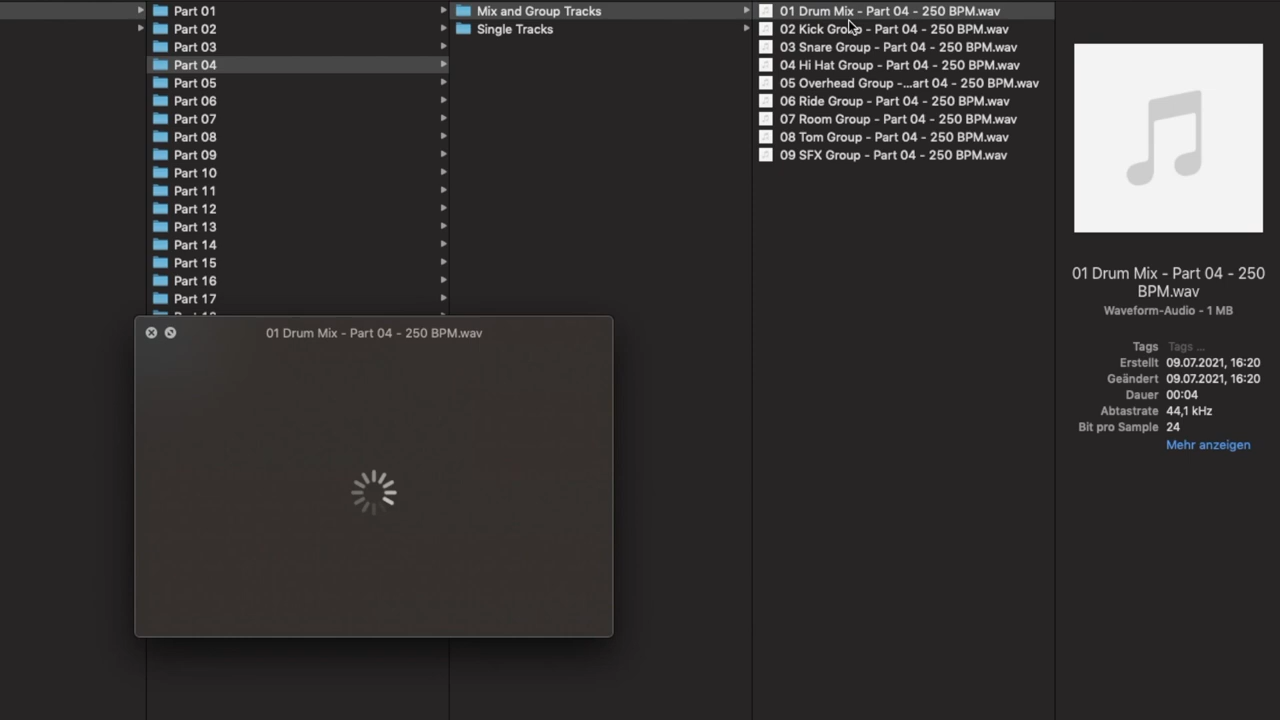 Part 01
Part 02
Part 03
Part 04
Part 05
Part 06
Part 07
Part 08
Part 09
Part 10
Part 11
Part 12
Part 13
Part 14
Part 15
Part 16
Part 17
Mix and Group Tracks
Single Tracks
01 Drum Mix - Part 04 - 250 BPM.wav
02 Kick Group - Part 04 - 250 BPM.wav
03 Snare Group - Part 04 - 250 BPM.wav
04 Hi Hat Group - Part 04 - 250 BPM.wav
05 Overhead Group -...art 04 - 250 BPM.wav
06 Ride Group - Part 04 - 250 BPM.wav
07 Room Group - Part 04 - 250 BPM.wav
08 Tom Group - Part 04 - 250 BPM.wav
09 SFX Group - Part 04 - 250 BPM.wav
01 Drum Mix - Part 04 - 250
BPM.wav
Waveform-Audio - 1 MB
Tags Tags ...
Erstellt 09.07.2021, 16:20
Geändert 09.07.2021, 16:20
Dauer 00:04
Abtastrate 44,1 kHz
Bit pro Sample 24
Mehr anzeigen
01 Drum Mix - Part 04 - 250 BPM.wav